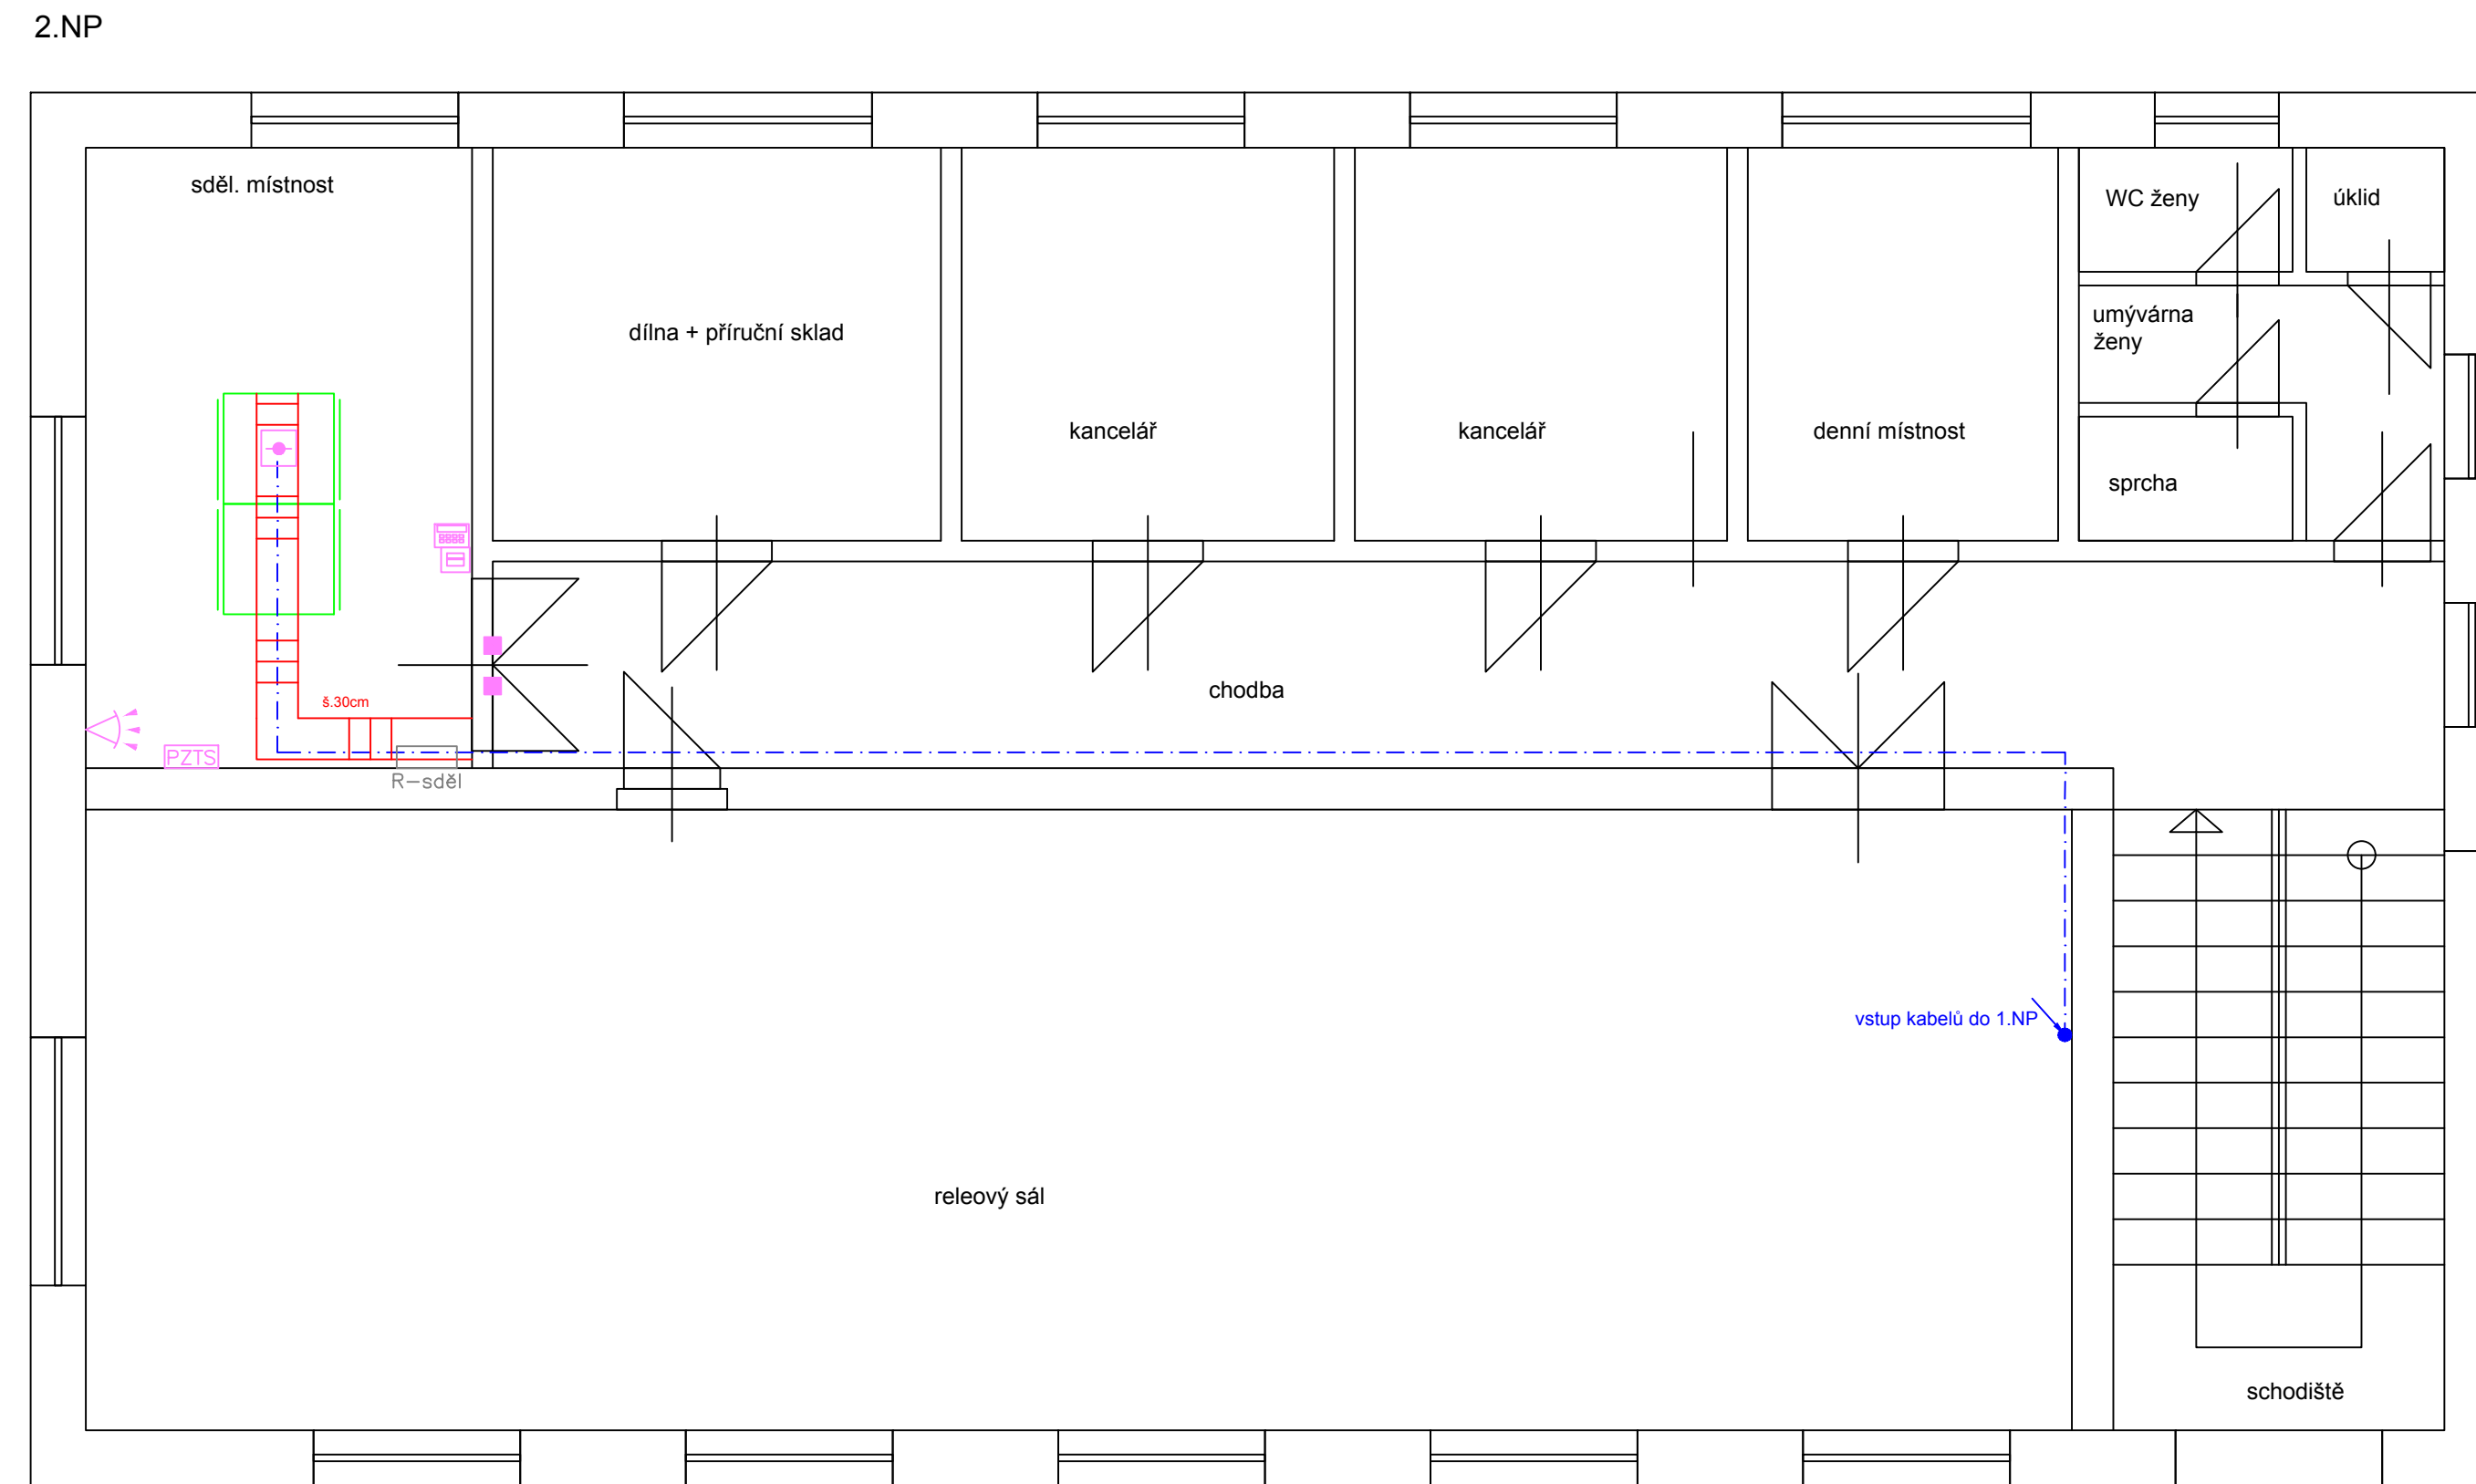 2.NP
sděl. místnost
WC ženy
úklid
umývárna
ženy
dílna + příruční sklad
kancelář
kancelář
denní místnost
sprcha
chodba
š.30cm
PZTS
R-sděl
vstup kabelů do 1.NP
releový sál
schodiště